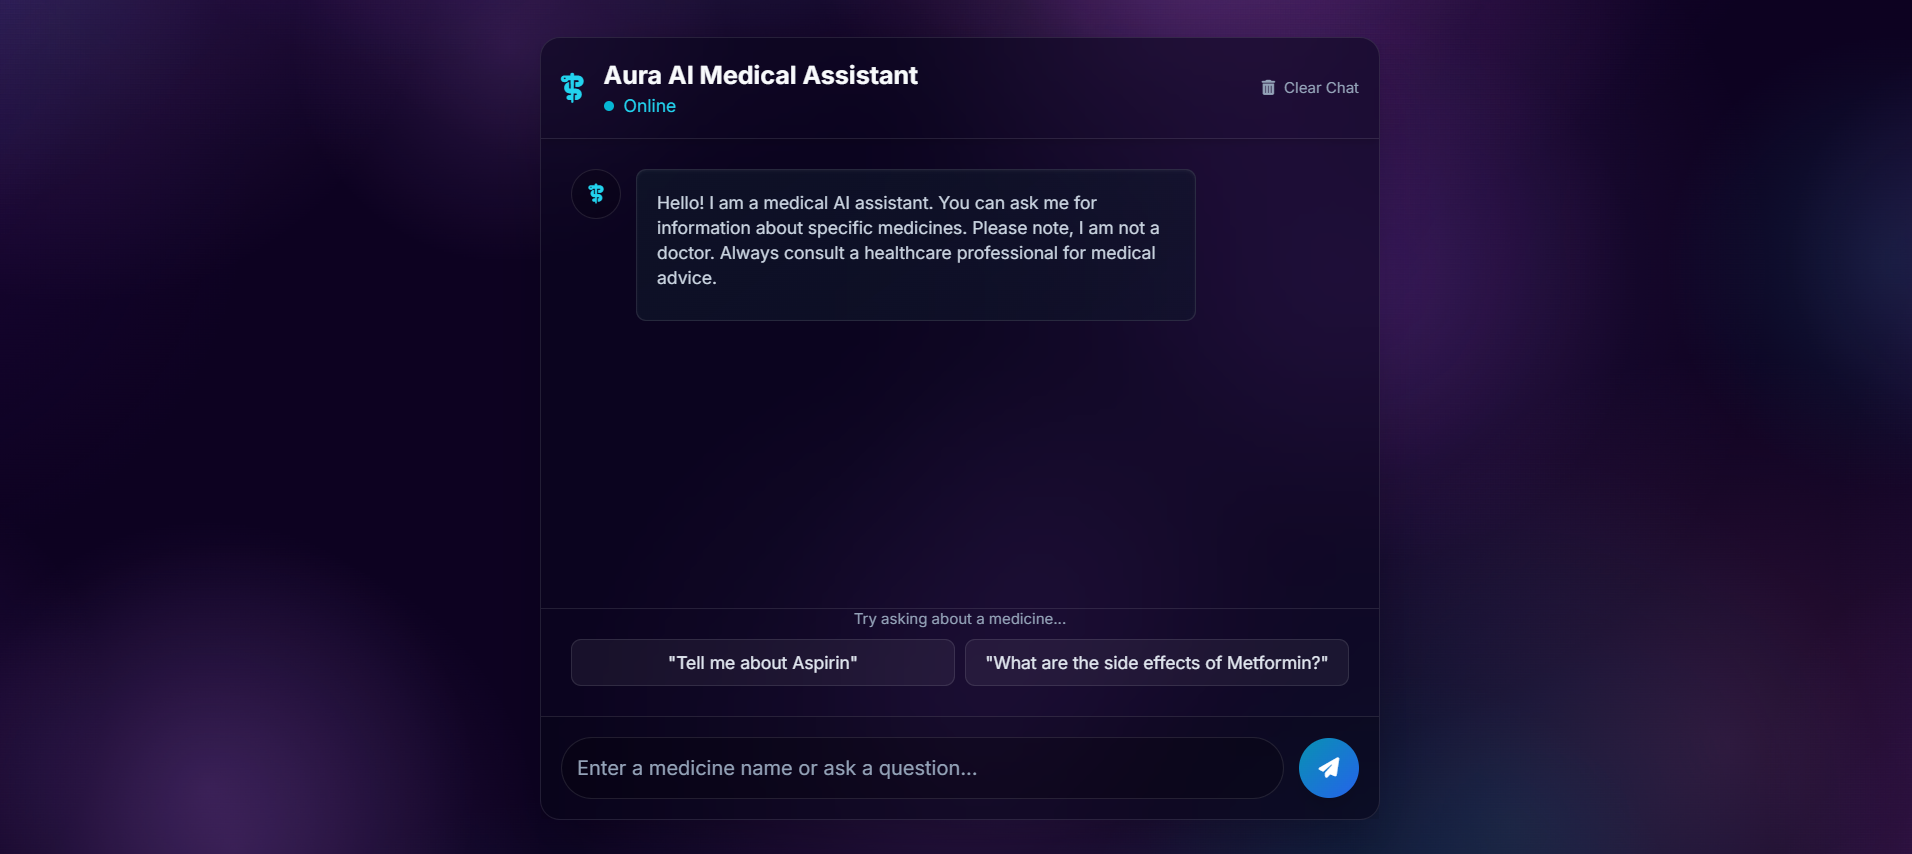 Aura AI Medical Assistant
Online
Clear Chat
Hello! I am a medical AI assistant. You can ask me for
information about specific medicines. Please note, I am not a
doctor. Always consult a healthcare professional for medical
advice.
Try asking about a medicine...
"Tell me about Aspirin"
"What are the side effects of Metformin?"
Enter a medicine name or ask a question...